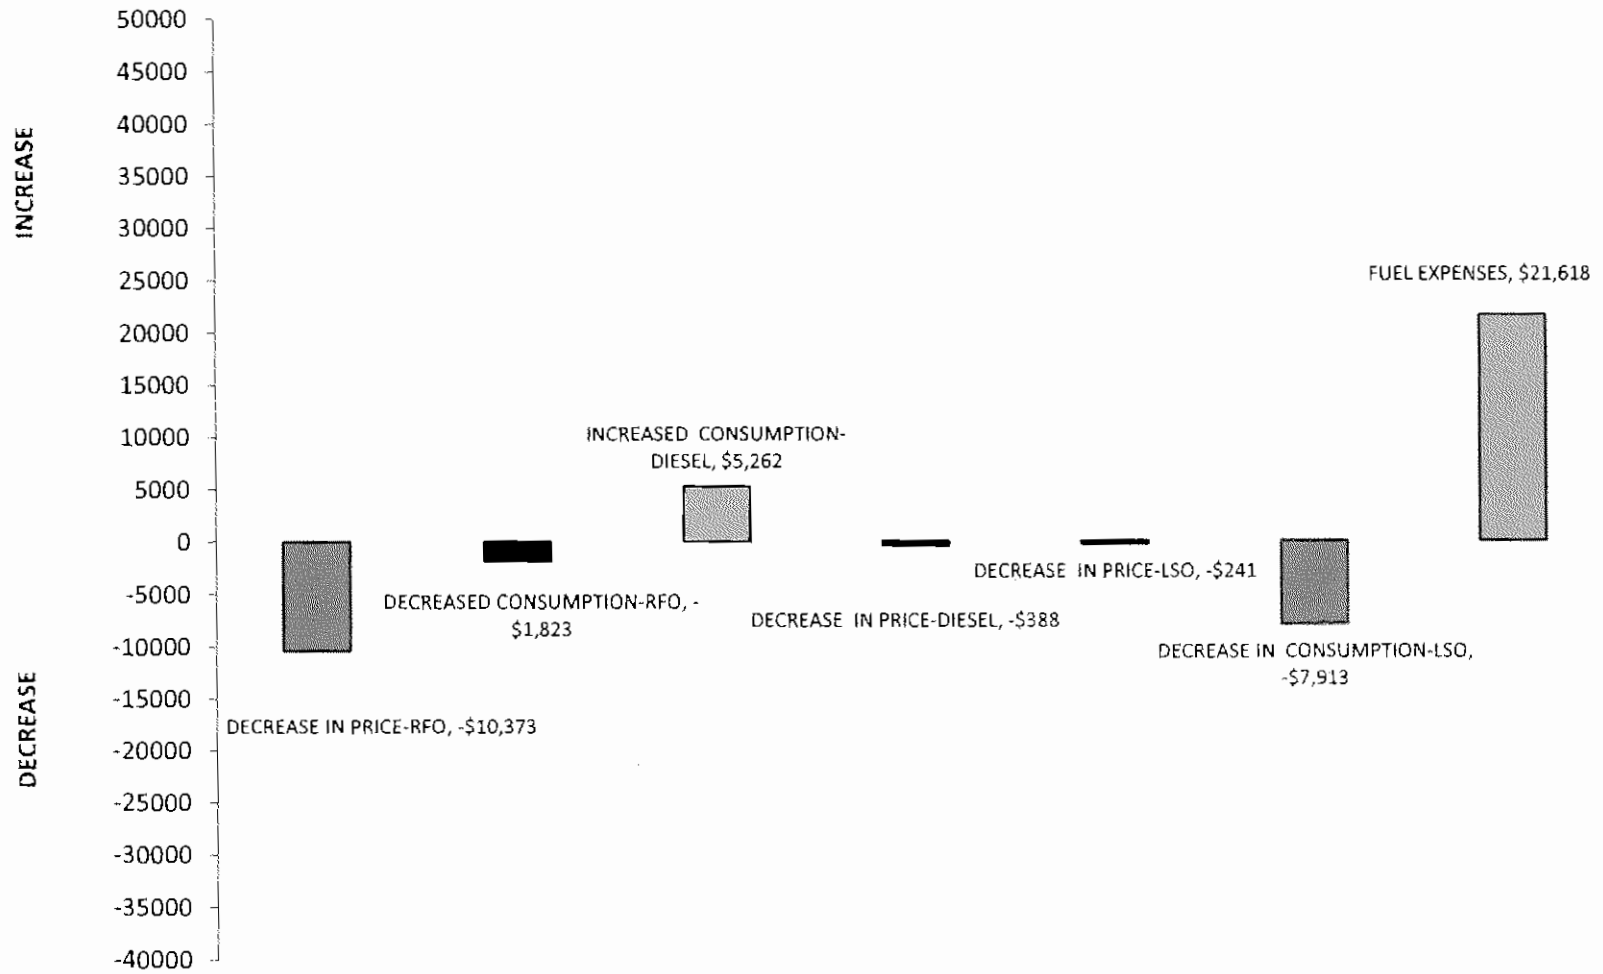 50000
45000
40000
35000
30000
25000
20000
15000
10000
5000
0
-5000
-10000
-15000
-20000
-25000
-30000
-35000
-40000
INCREASE
DECREASE
DECREASE IN PRICE-RFO, -$10,373
DECREASED CONSUMPTION-RFO, -
$1,823
INCREASED CONSUMPTION-
DIESEL, $5,262
DECREASE IN PRICE-DIESEL, -$388
DECREASE IN PRICE-LSO, -$241
DECREASE IN CONSUMPTION-LSO,
-$7,913
FUEL EXPENSES, $21,618